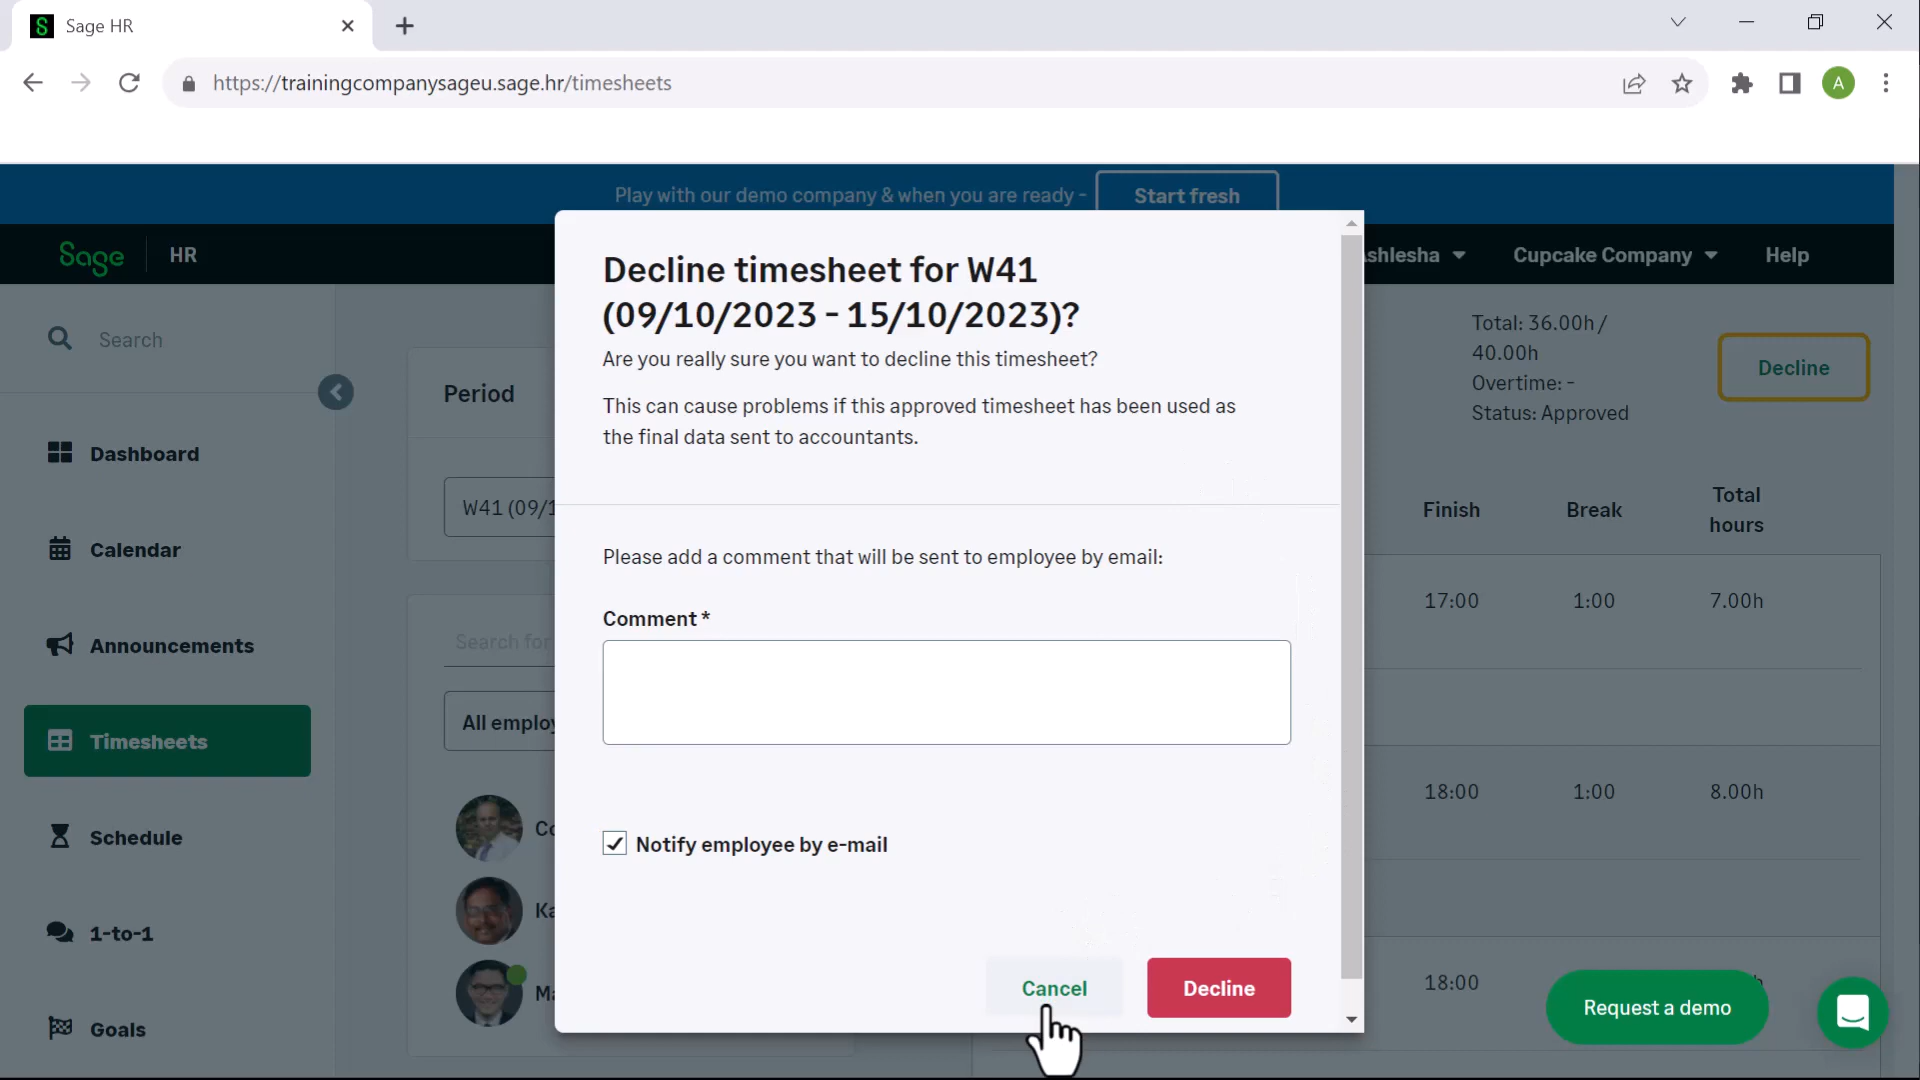 Sage HR
https://trainingcompanysageu.sage.hr/timesheets
A
Play with our demo company & when you are ready -
Start fresh
Sage
HR
shlesha
Cupcake Company
Help
Search
Dashboard
Calendar
Announcements
Timesheets
Schedule
1-to-1
Goals
Period
W41 (09/1
Search for
All emplo
Co
Ka
Ma
Decline timesheet for W41
(09/10/2023 - 15/10/2023)?
Are you really sure you want to decline this timesheet?
This can cause problems if this approved timesheet has been used as
the final data sent to accountants.
Please add a comment that will be sent to employee by email:
Comment *
Notify employee by e-mail
Cancel
Decline
Total: 36.00h /
40.00h
Overtime: -
Status: Approved
Decline
Finish
Break
Total
hours
17:00
1:00
7.00h
18:00
1:00
8.00h
18:00
Request a demo